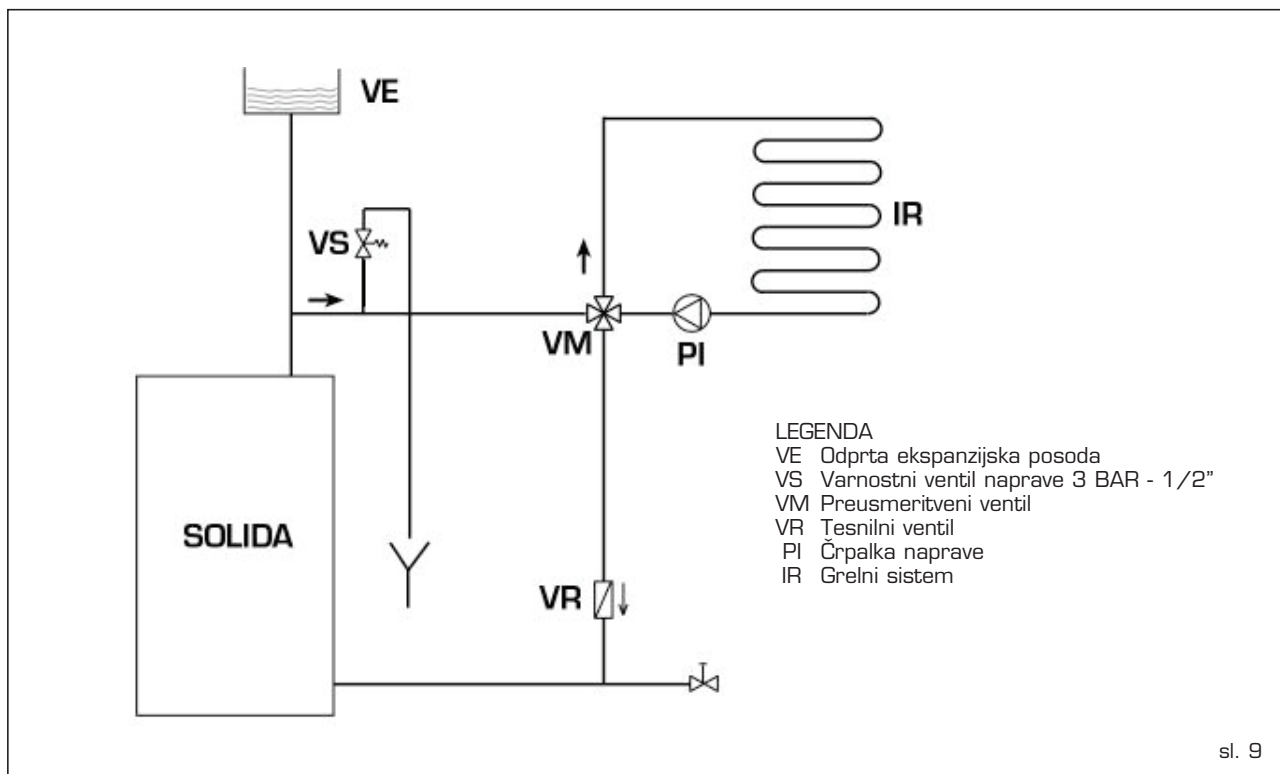 VE
VS
IR
VM
PI
SOLIDA
VR
LEGENDA
VE Odprta ekspanzijska posoda
VS Varnostni ventil naprave 3 BAR - 1/2”
VM Preusmeritveni ventil
VR Tesnilni ventil
PI Črpalka naprave
IR Grelni sistem
sl. 9